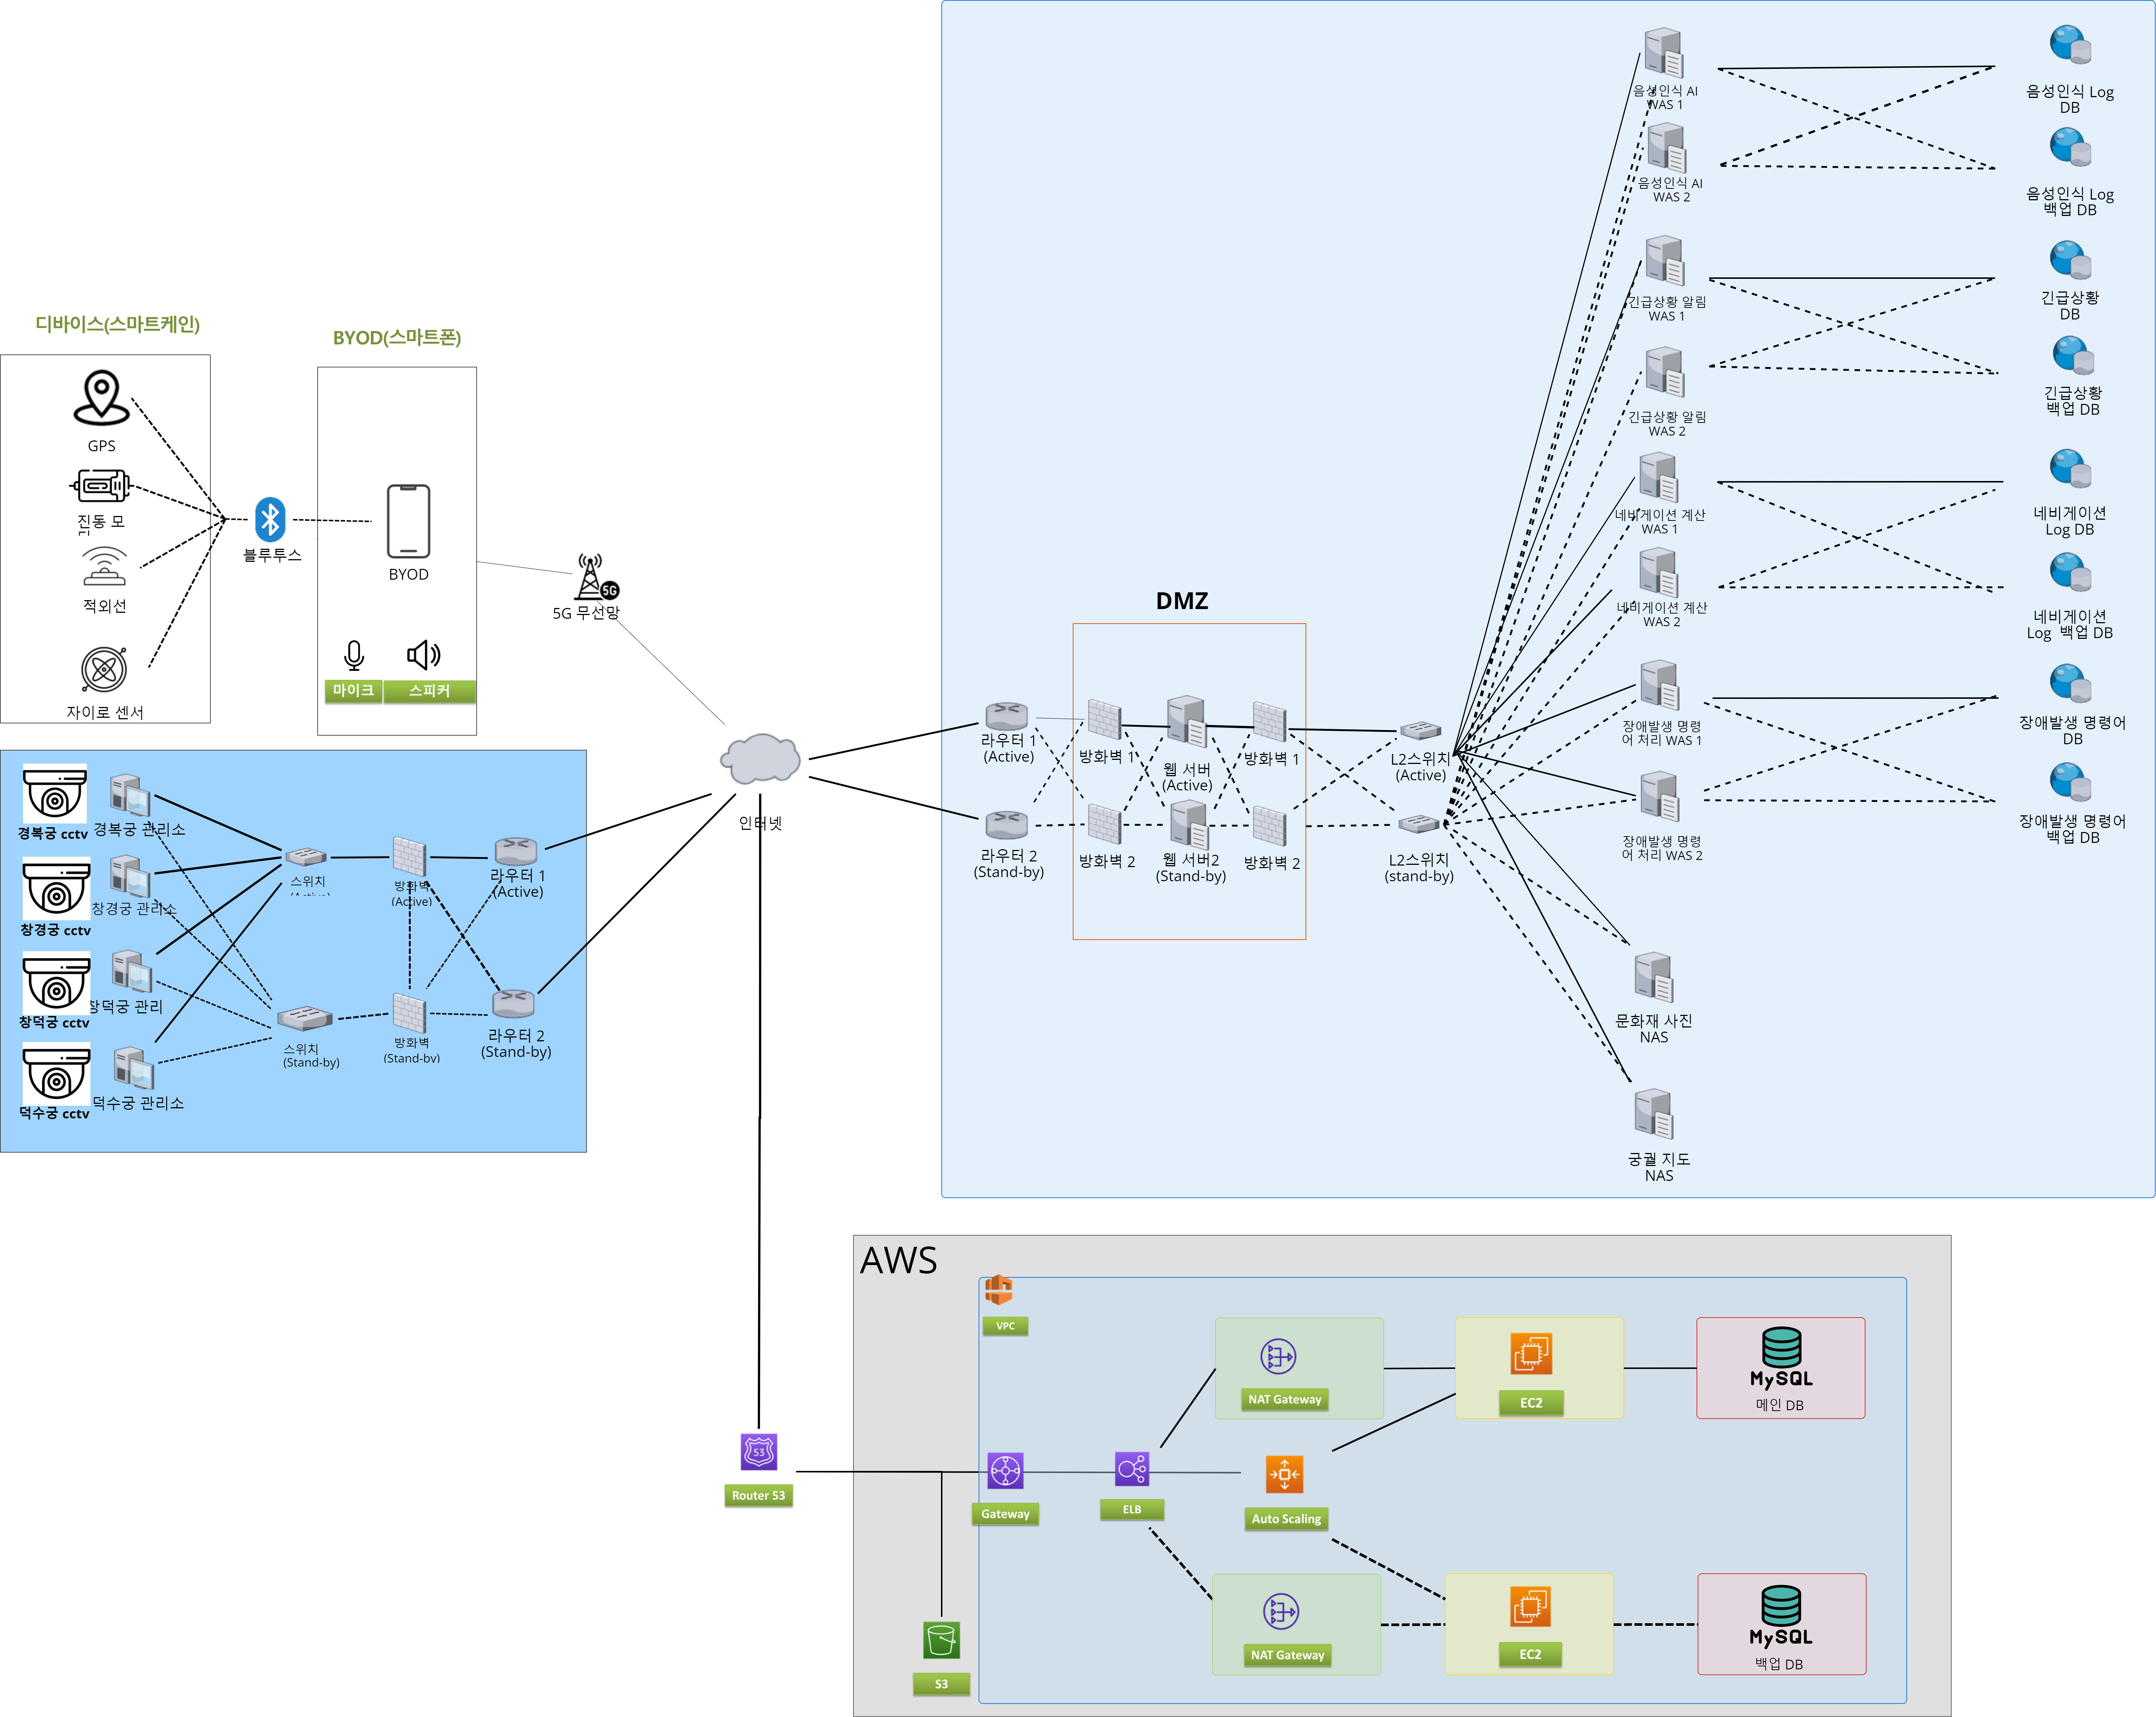 디바이스(스마트케인)
GPS
진동 모
적외선
자이로 센서
블루투스
BYOD(스마트폰)
BYOD
마이크
스피커
5G
5G 무선망
인터넷
경복궁 cctv
경복궁 관리소
창경궁 cctv
창경궁 관리소
창덕궁 cctv
창덕궁 관리
덕수궁 cctv
덕수궁 관리소
스위치
(Active)
스위치
(Stand-by)
방화벽
(Active)
방화벽
(Stand-by)
라우터 1
(Active)
라우터 2
(Stand-by)
라우터 1
(Active)
라우터 2
(Stand-by)
DMZ
방화벽 1
방화벽 2
웹 서버
(Active)
웹 서버2
(Stand-by)
방화벽 1
방화벽 2
L2스위치
(Active)
L2스위치
(stand-by)
음성인식 AI
WAS 1
음성인식 AI
WAS 2
긴급상황 알림
WAS 1
긴급상황 알림
WAS 2
네비게이션 계산
WAS 1
네비게이션 계산
WAS 2
장애발생 명령
어 처리 WAS 1
장애발생 명령
어 처리 WAS 2
문화재 사진
NAS
궁궐 지도
NAS
음성인식 Log
DB
음성인식 Log
백업 DB
긴급상황
DB
긴급상황
백업 DB
네비게이션
Log DB
네비게이션
Log 백업 DB
장애발생 명령어
DB
장애발생 명령어
백업 DB
AWS
VPC
53
Router 53
Gateway
ELB
Auto Scaling
S3
NAT Gateway
EC2
MySQL
메인 DB
NAT Gateway
EC2
MySQL
백업 DB